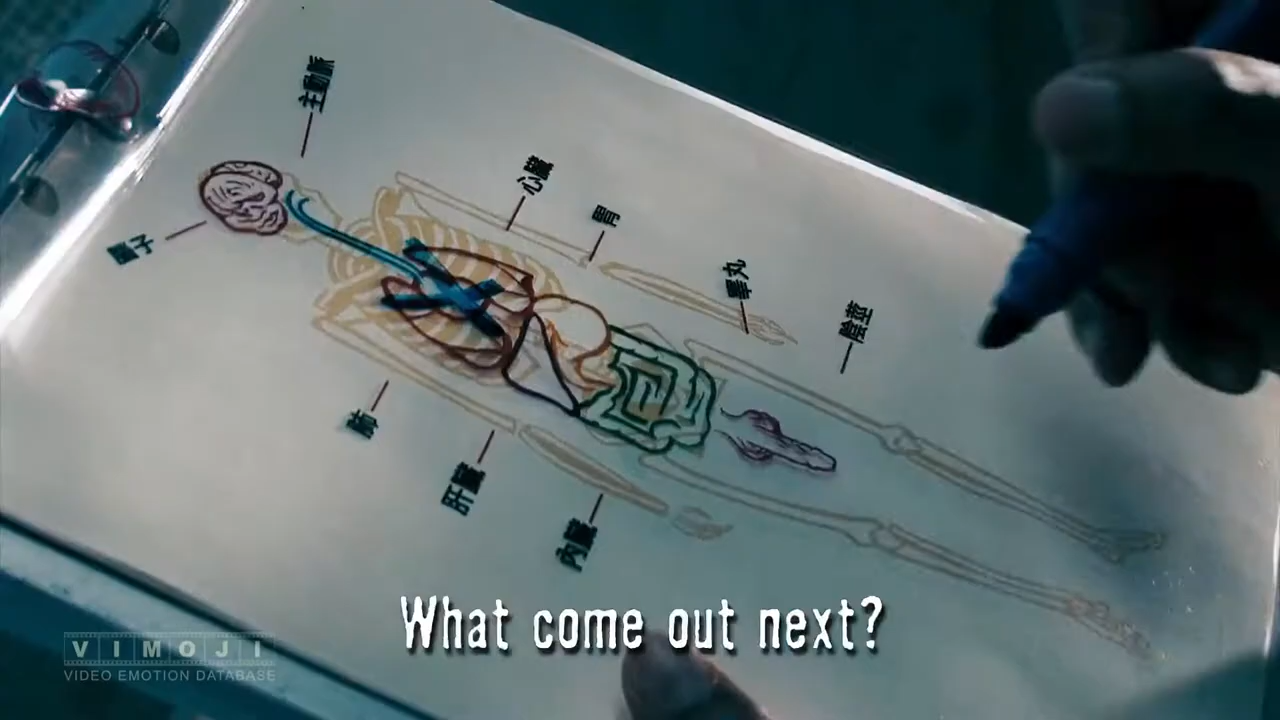 主動脈
心臓
胃
睾丸
陰茎
脳子
肺
肝臓
内臓
What come out next?
VIMOJI
VIDEO EMOTION DATABASE